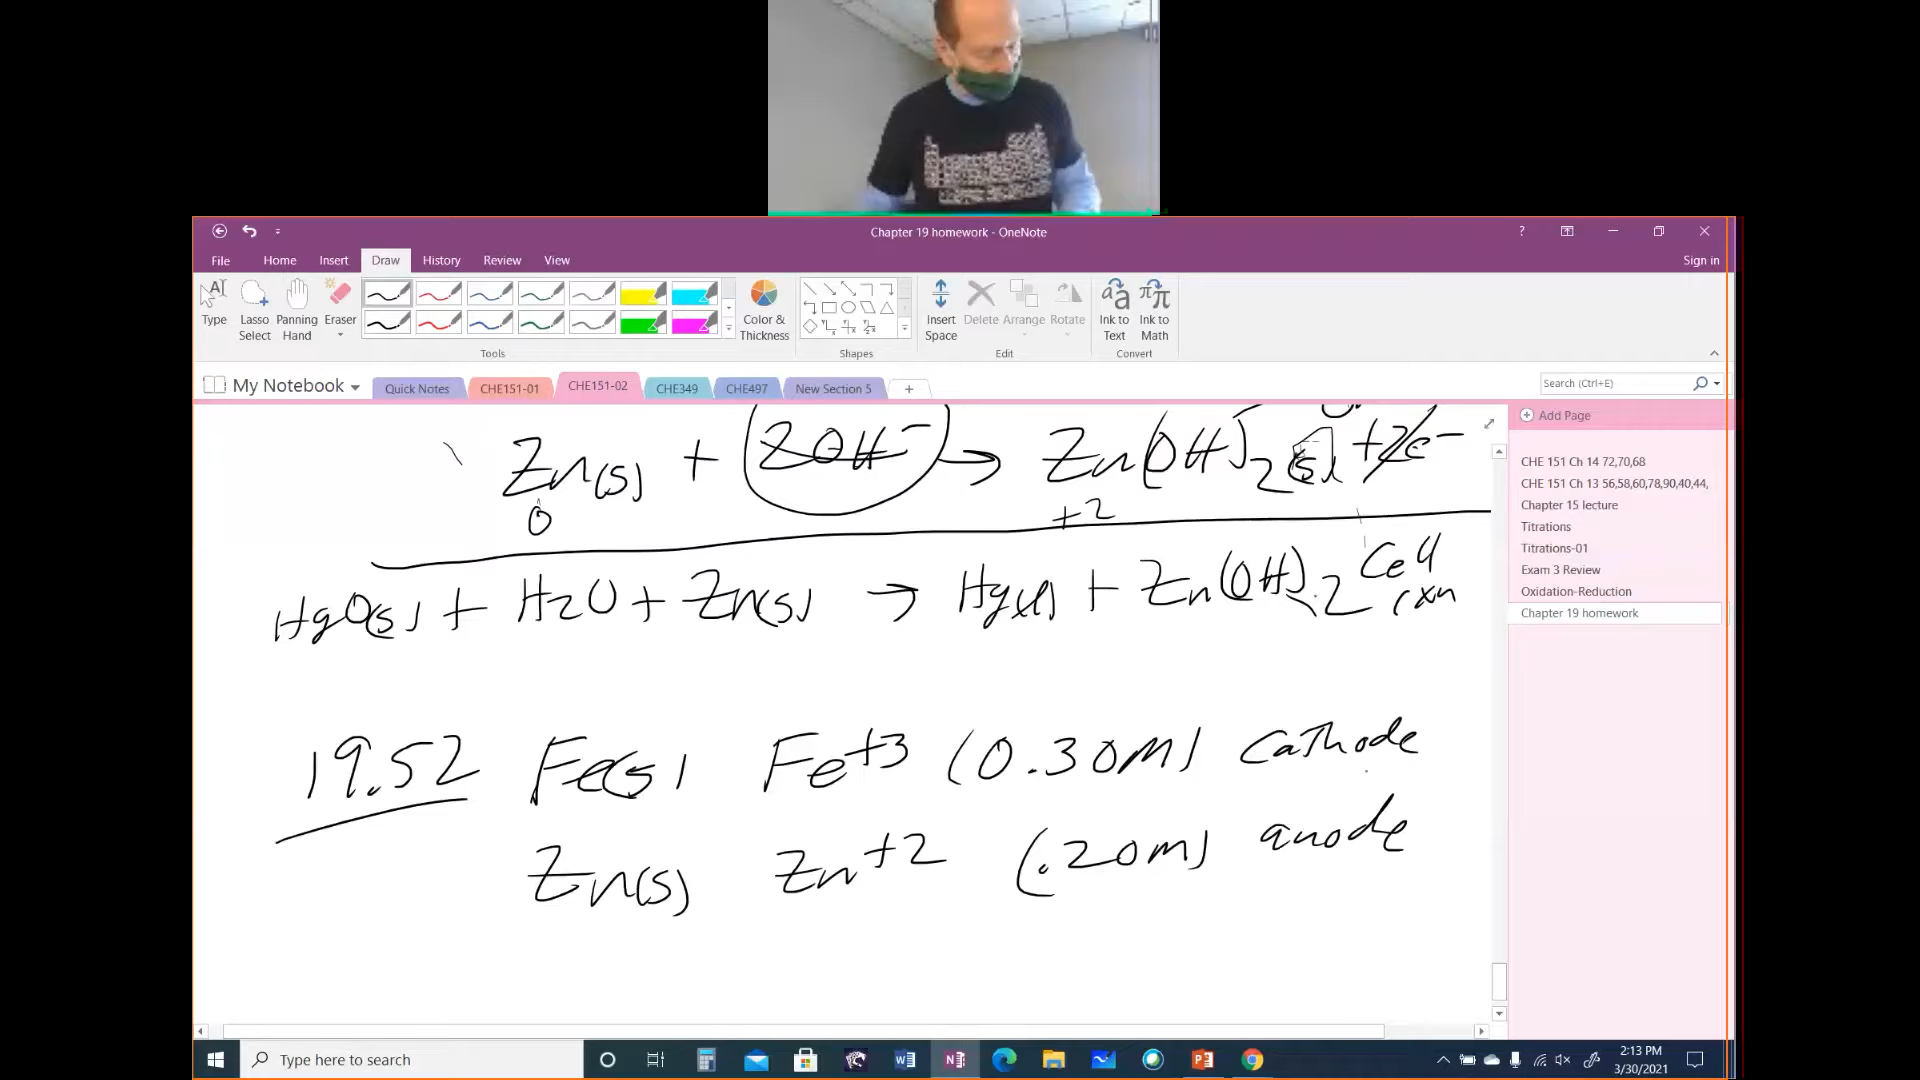 Chapter 19 homework - OneNote
?
File Home Insert Draw History Review View
Sign in
Type Lasso Select Panning Hand Eraser
Color & Thickness
Insert Space Delete Arrange Rotate
Ink to Text Ink to Math
Tools Shapes Edit Convert
My Notebook Quick Notes CHE151-01 CHE151-02 CHE349 CHE497 New Section 5 +
Search (Ctrl+E)
Add Page
CHE 151 Ch 14 72,70,68
CHE 151 Ch 13 56,58,60,78,90,40,44,
Chapter 15 lecture
Titrations
Titrations-01
Exam 3 Review
Oxidation-Reduction
Chapter 19 homework
Zn(s) + 2OH- → Zn(OH)2(s) + 2e-
0 +2
HgO(s) + H2O + Zn(s) → Hg(l) + Zn(OH)2 Cell rxn
19.52 Fe(s) Fe+3 (0.30M) Cathode
Zn(s) Zn+2 (.20M) anode
Type here to search
2:13 PM
3/30/2021